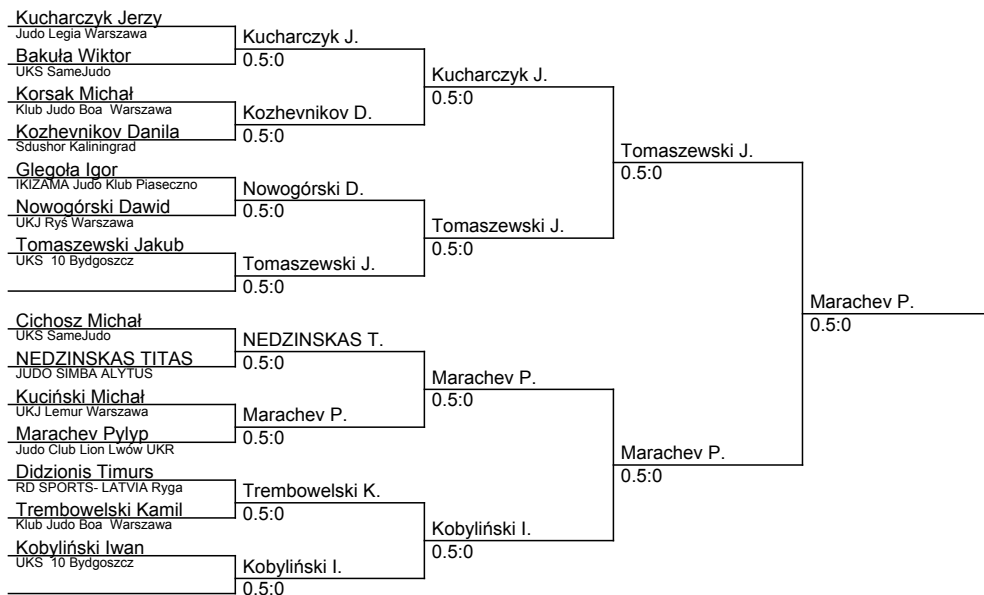 Kucharczyk Jerzy
Judo Legia Warszawa
Bakuła Wiktor
UKS SameJudo
Korsak Michał
Klub Judo Boa  Warszawa
Kozhevnikov Danila
Sdushor Kaliningrad
Glegoła Igor
IKIZAMA Judo Klub Piaseczno
Nowogórski Dawid
UKJ Ryś Warszawa
Tomaszewski Jakub
UKS  10 Bydgoszcz
Cichosz Michał
UKS SameJudo
NEDZINSKAS TITAS
JUDO SIMBA ALYTUS
Kuciński Michał
UKJ Lemur Warszawa
Marachev Pylyp
Judo Club Lion Lwów UKR
Didzionis Timurs
RD SPORTS- LATVIA Ryga
Trembowelski Kamil
Klub Judo Boa  Warszawa
Kobyliński Iwan
UKS  10 Bydgoszcz
Kucharczyk J.
0.5:0
Kozhevnikov D.
0.5:0
Nowogórski D.
0.5:0
Tomaszewski J.
0.5:0
NEDZINSKAS T.
0.5:0
Marachev P.
0.5:0
Trembowelski K.
0.5:0
Kobyliński I.
0.5:0
Kucharczyk J.
0.5:0
Tomaszewski J.
0.5:0
Marachev P.
0.5:0
Kobyliński I.
0.5:0
Tomaszewski J.
0.5:0
Marachev P.
0.5:0
Marachev P.
0.5:0